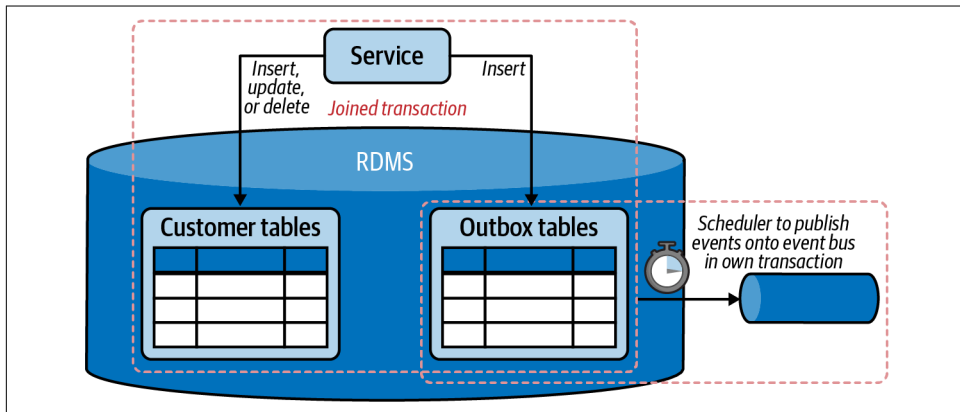 Service
Insert,
update,
or delete
Insert
Joined transaction
RDMS
Customer tables
Outbox tables
Scheduler to publish
events onto event bus
in own transaction